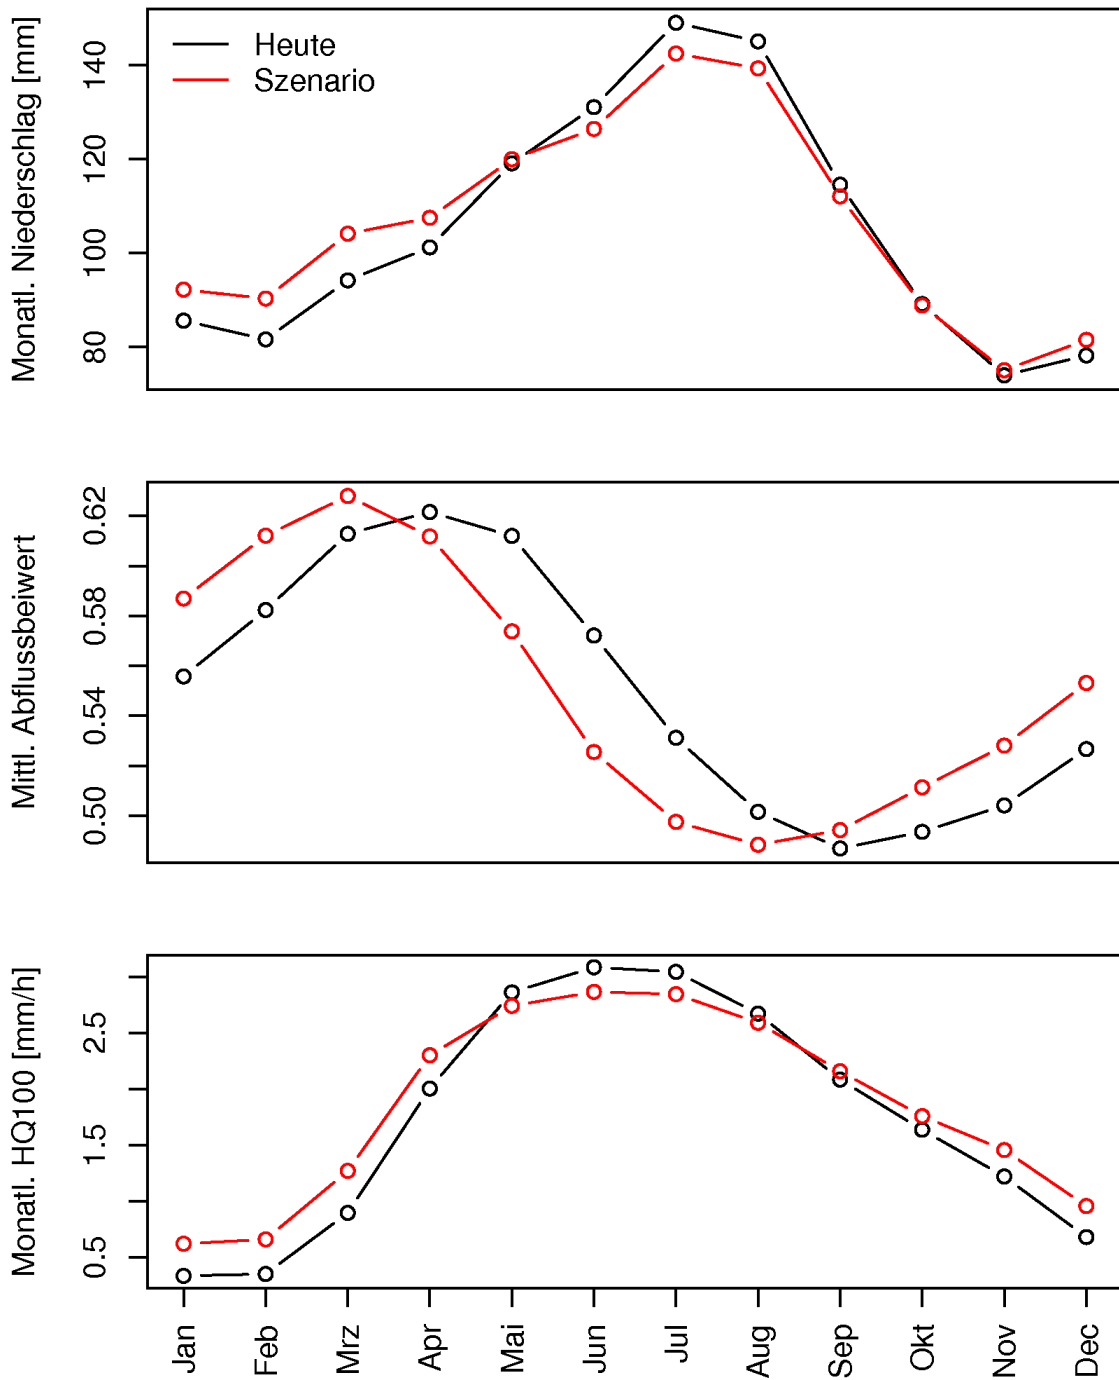 Monatl. Niederschlag [mm]
140
120
100
80
Heute
Szenario
Mittl. Abflussbeiwert
0.62
0.58
0.54
0.50
Monatl. HQ100 [mm/h]
2.5
1.5
0.5
Jan Feb Mrz Apr Mai Jun Jul Aug Sep Okt Nov Dec